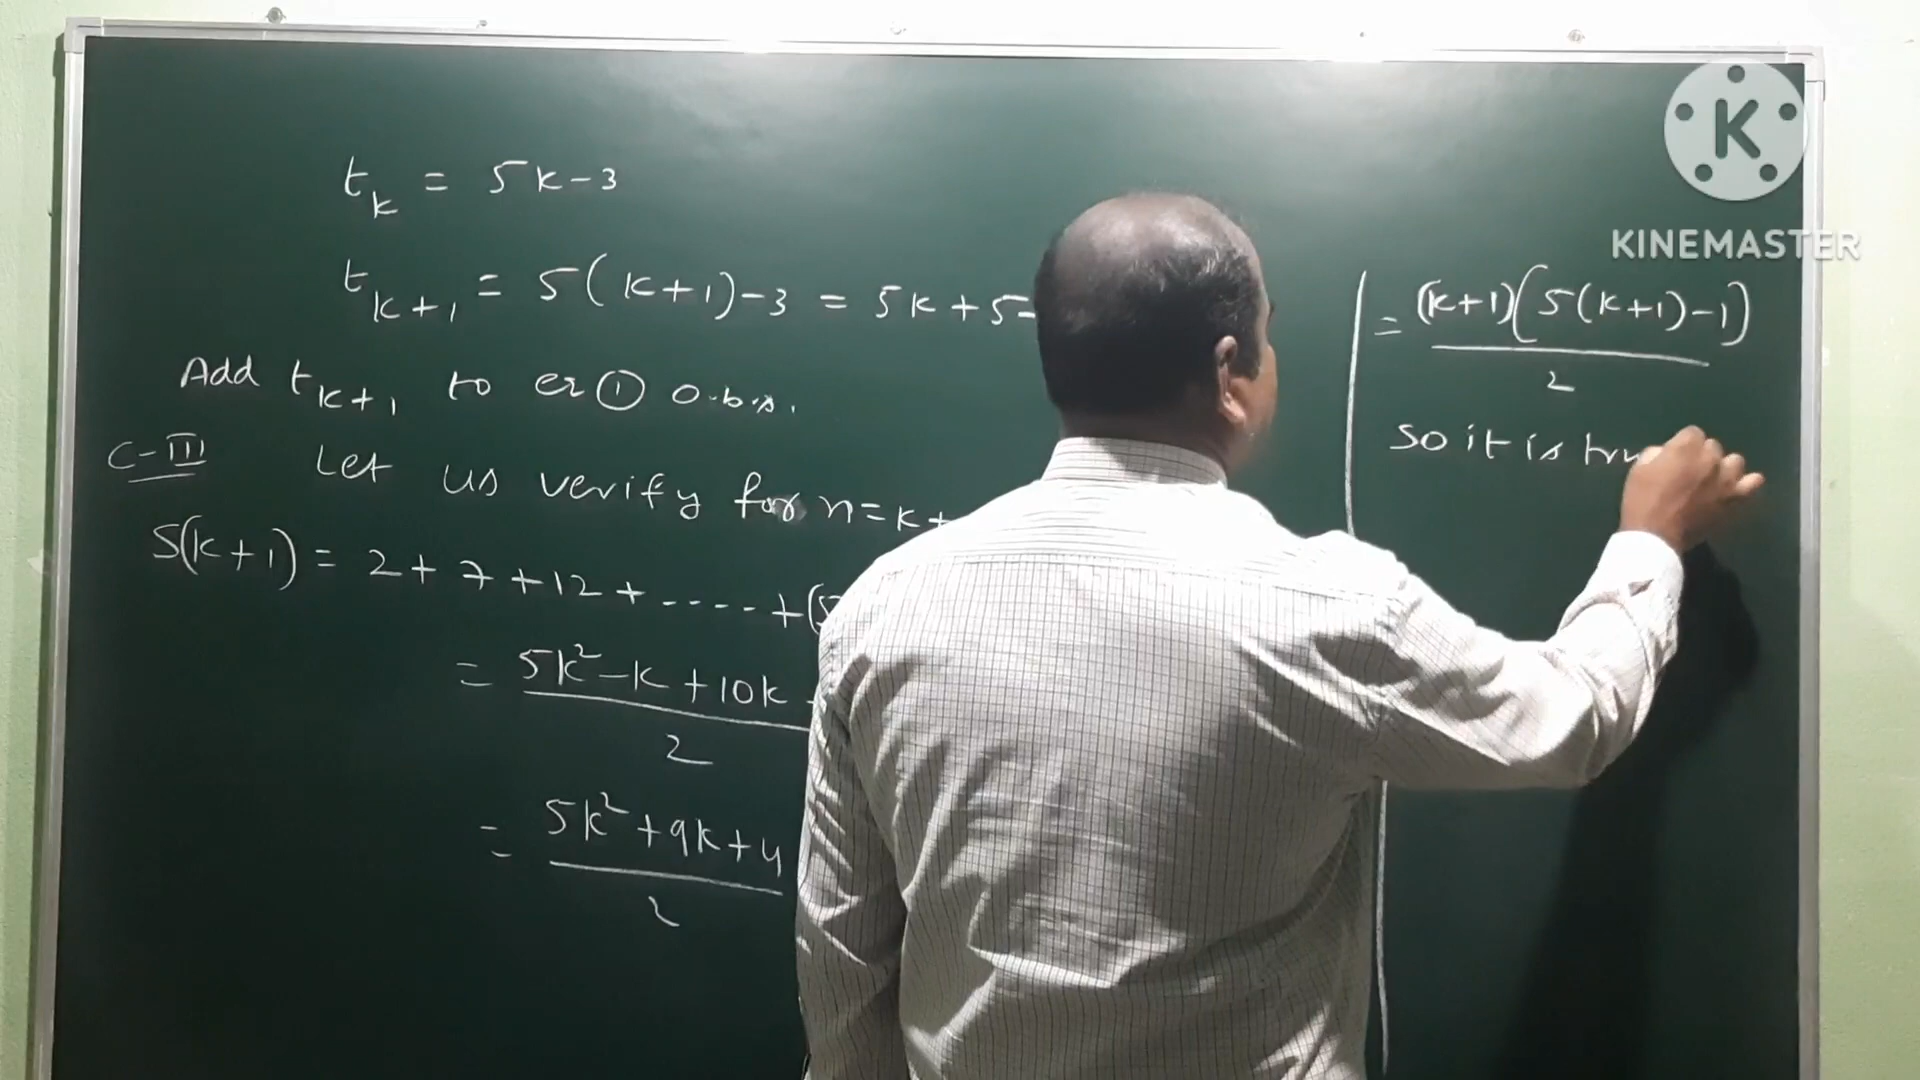 t_k = 5k-3
t_{k+1} = 5(k+1)-3 = 5k+5-
Add t_{k+1} to er ① o.b.s.
C-III Let us verify for n=k+
S(k+1) = 2+7+12+----+(5
= 5k²-k+10k
2
= 5k²+9k+4
2
= (k+1)(5(k+1)-1)
2
So it is tru
K
KINEMASTER